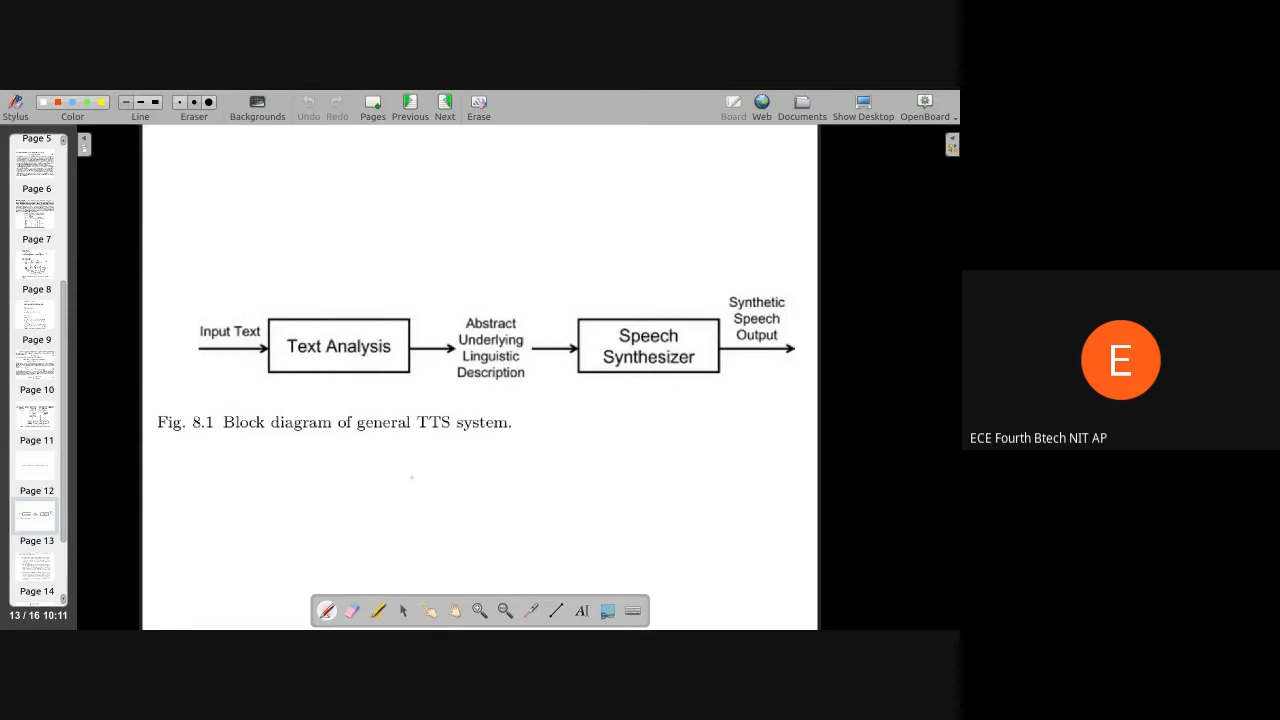 Stylus
Color
Line
Eraser
Backgrounds
Undo
Redo
Pages
Previous
Next
Erase
Board
Web
Documents
Show Desktop
OpenBoard
Page 5
Page 6
Page 7
Page 8
Page 9
Page 10
Page 11
Page 12
Page 13
Page 14
13 / 16 10:11
Input Text
Text Analysis
Abstract
Underlying
Linguistic
Description
Speech
Synthesizer
Synthetic
Speech
Output
Fig. 8.1 Block diagram of general TTS system.
E
ECE Fourth Btech NIT AP